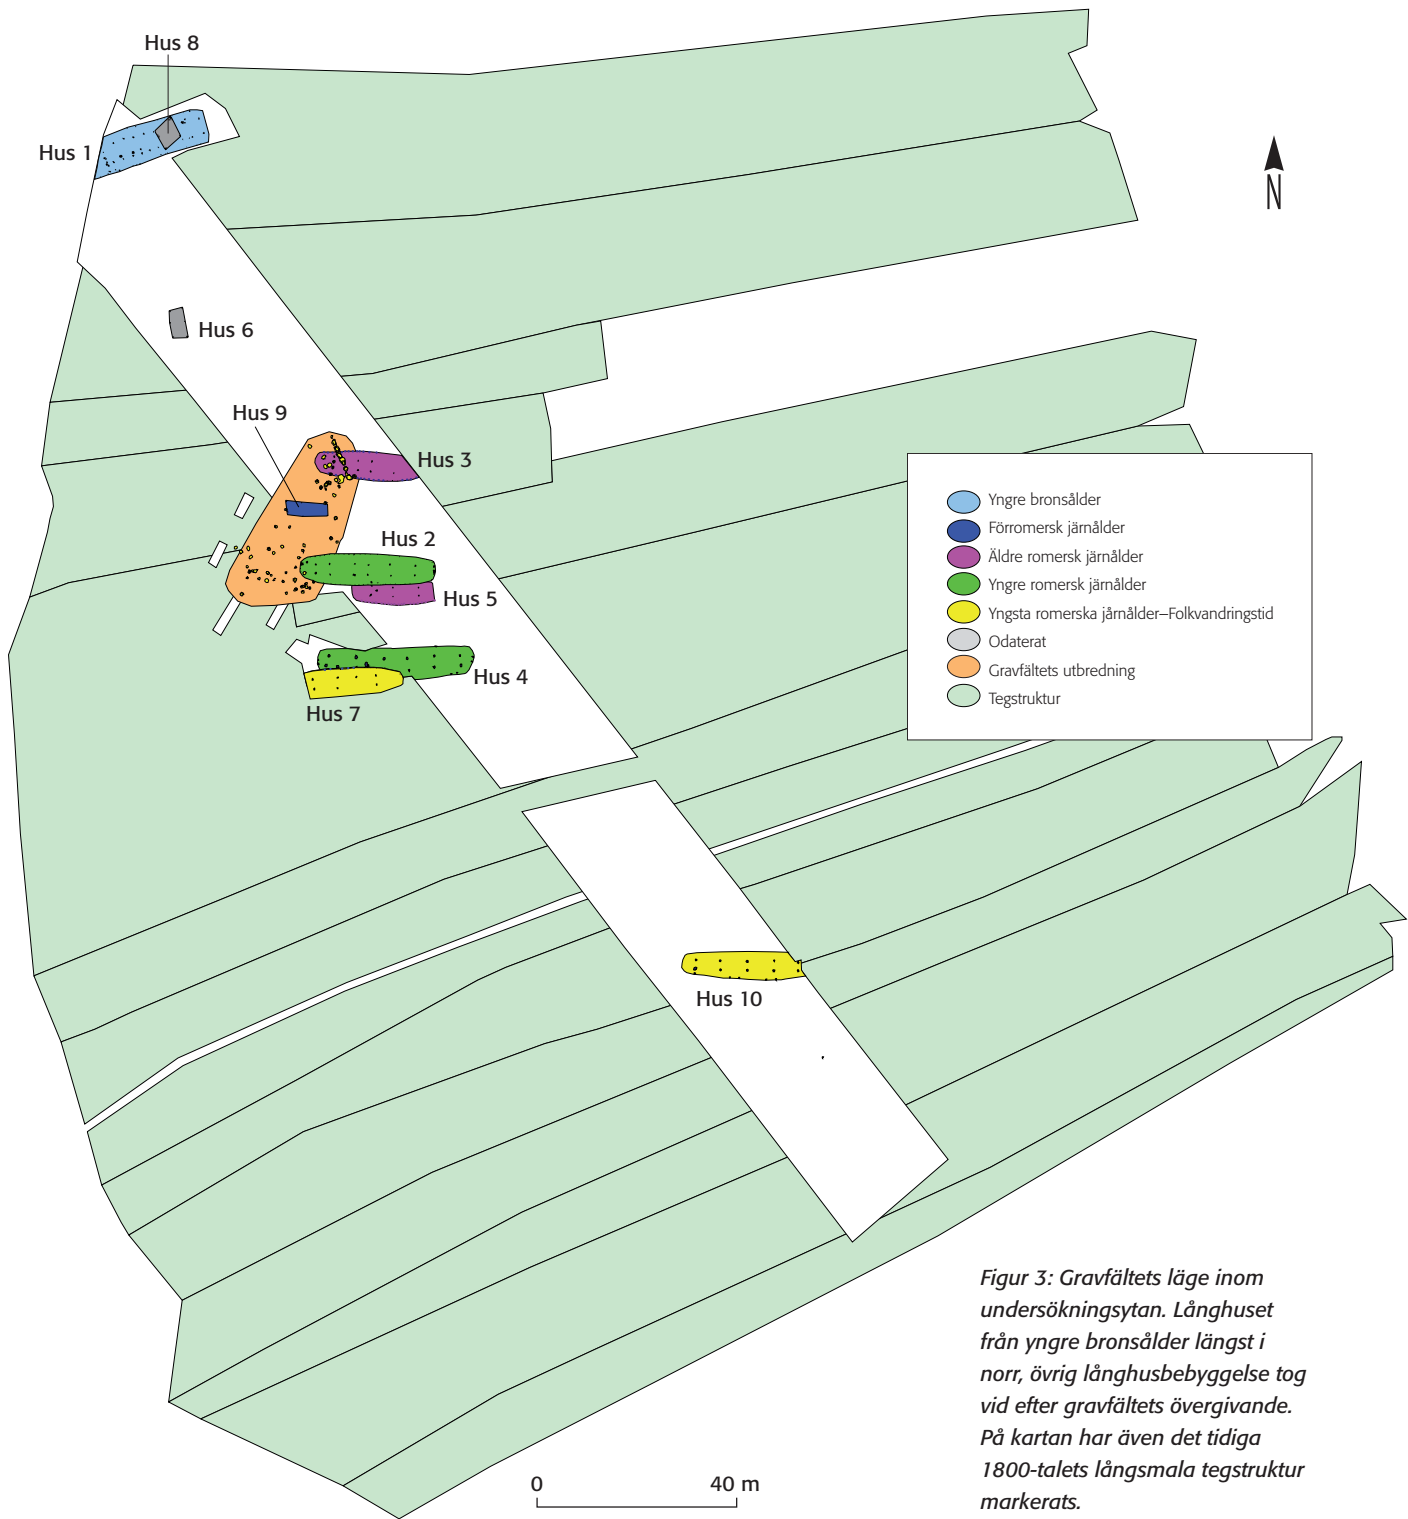 Hus 8
Hus 1
N
Hus 6
Hus 9
Hus 3
Hus 2
Hus 5
Hus 4
Hus 7
Hus 10
Yngre bronsålder
Förromersk järnålder
Äldre romersk järnålder
Yngre romersk järnålder
Yngsta romerska jårnålder–Folkvandringstid
Odaterat
Gravfältets utbredning
Tegstruktur
0 40 m
Figur 3: Gravfältets läge inom
undersökningsytan. Långhuset
från yngre bronsålder längst i
norr, övrig långhusbebyggelse tog
vid efter gravfältets övergivande.
På kartan har även det tidiga
1800-talets långsmala tegstruktur
markerats.